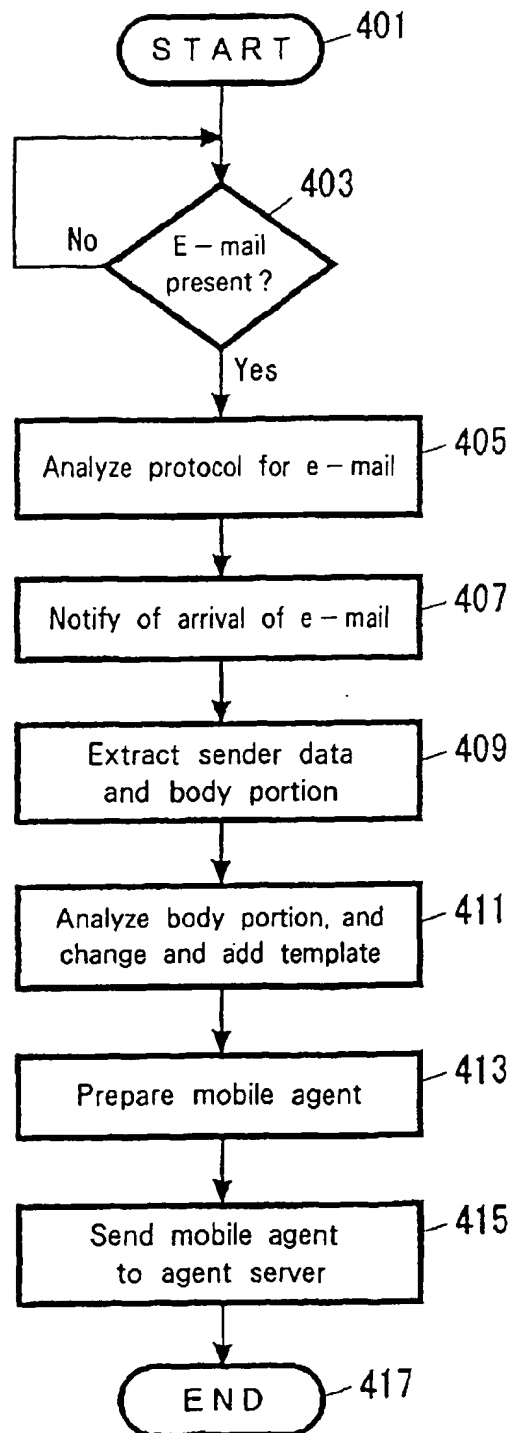 START
401
403
E-mail
present?
No
Yes
Analyze protocol for e-mail
405
Notify of arrival of e-mail
407
Extract sender data
and body portion
409
Analyze body portion, and
change and add template
411
Prepare mobile agent
413
Send mobile agent
to agent server
415
END
417